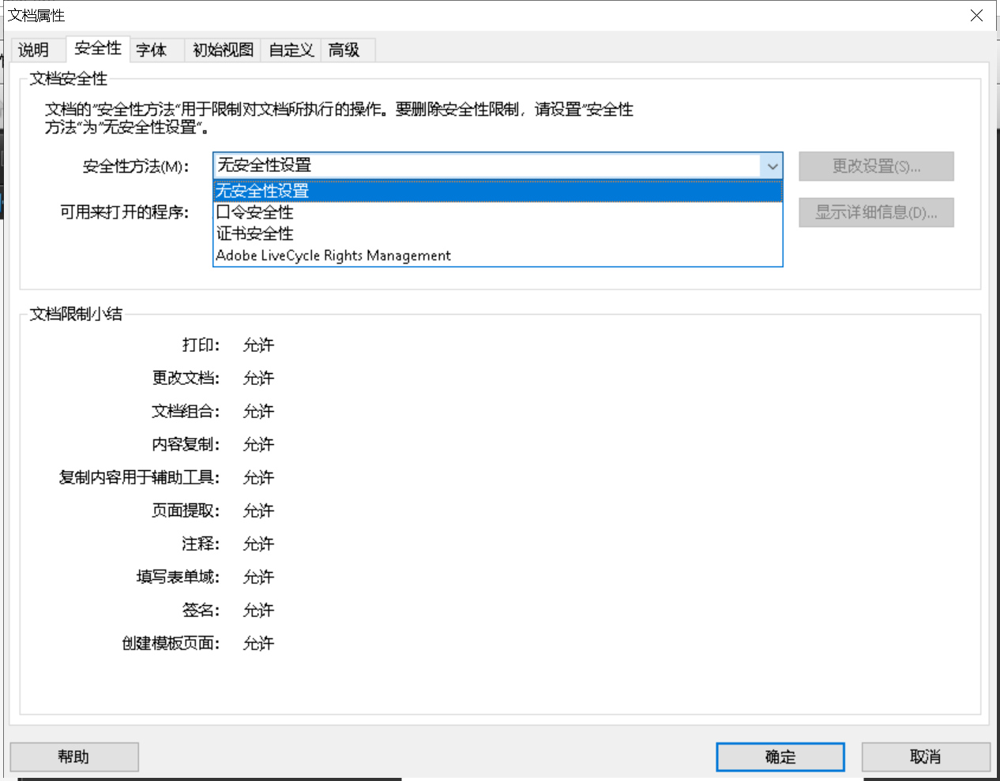 文档属性
说明 安全性 字体 初始视图 自定义 高级
文档安全性
文档的"安全性方法"用于限制对文档所执行的操作。要删除安全性限制，请设置"安全性
方法"为"无安全性设置"。
安全性方法(M)： 无安全性设置 更改设置(S)...
无安全性设置
可用来打开的程序： 口令安全性 显示详细信息(D)...
证书安全性
Adobe LiveCycle Rights Management
文档限制小结
打印： 允许
更改文档： 允许
文档组合： 允许
内容复制： 允许
复制内容用于辅助工具： 允许
页面提取： 允许
注释： 允许
填写表单域： 允许
签名： 允许
创建模板页面： 允许
帮助 确定 取消